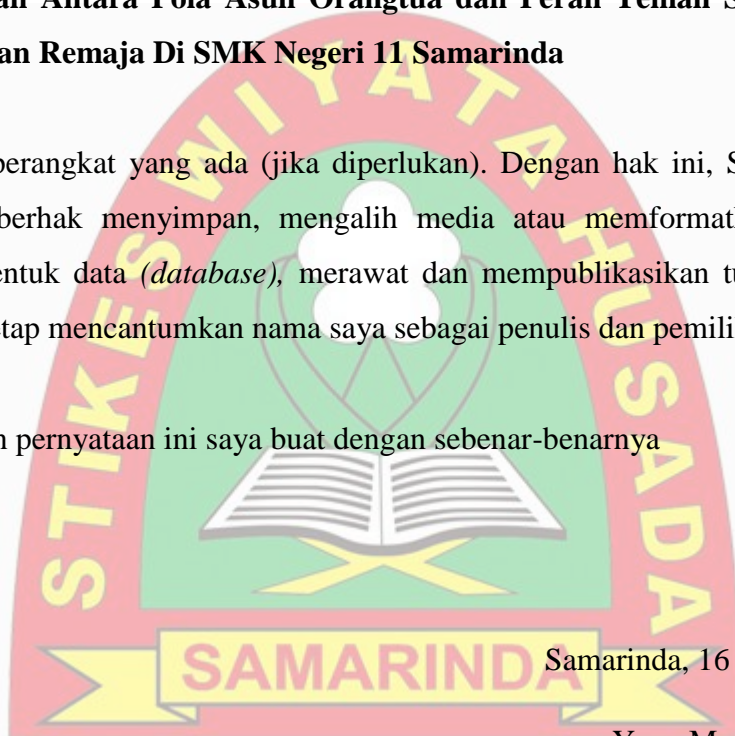 an Antara Pola Asuh Orangtua dan Peran Teman S
an Remaja Di SMK Negeri 11 Samarinda
perangkat yang ada (jika diperlukan). Dengan hak ini, S
berhak menyimpan, mengalih media atau memformat
entuk data (database), merawat dan mempublikasikan tu
etap mencantumkan nama saya sebagai penulis dan pemili
n pernyataan ini saya buat dengan sebenar-benarnya
Samarinda, 16
STIKES WIYATA HUSADA
SAMARINDA